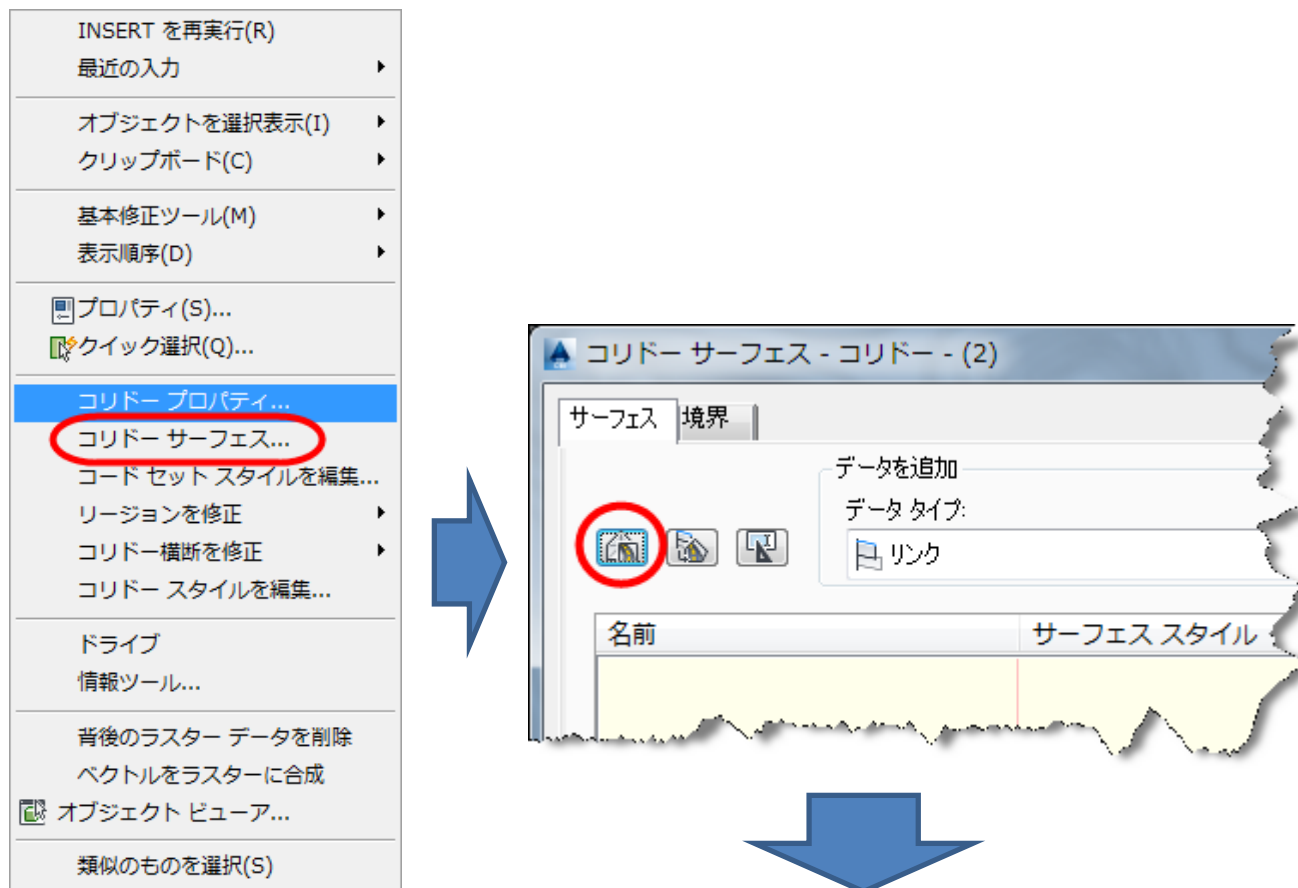 INSERT を再実行(R)
最近の入力
オブジェクトを選択表示(I)
クリップボード(C)
基本修正ツール(M)
表示順序(D)
プロパティ(S)...
クイック選択(Q)...
コリドー プロパティ...
コリドー サーフェス...
コード セット スタイルを編集...
リージョンを修正
コリドー横断を修正
コリドー スタイルを編集...
ドライブ
情報ツール...
背後のラスター データを削除
ベクトルをラスターに合成
オブジェクト ビューア...
類似のものを選択(S)
コリドー サーフェス - コリドー - (2)
サーフェス 境界
データを追加
データ タイプ:
リンク
名前 サーフェス スタイル